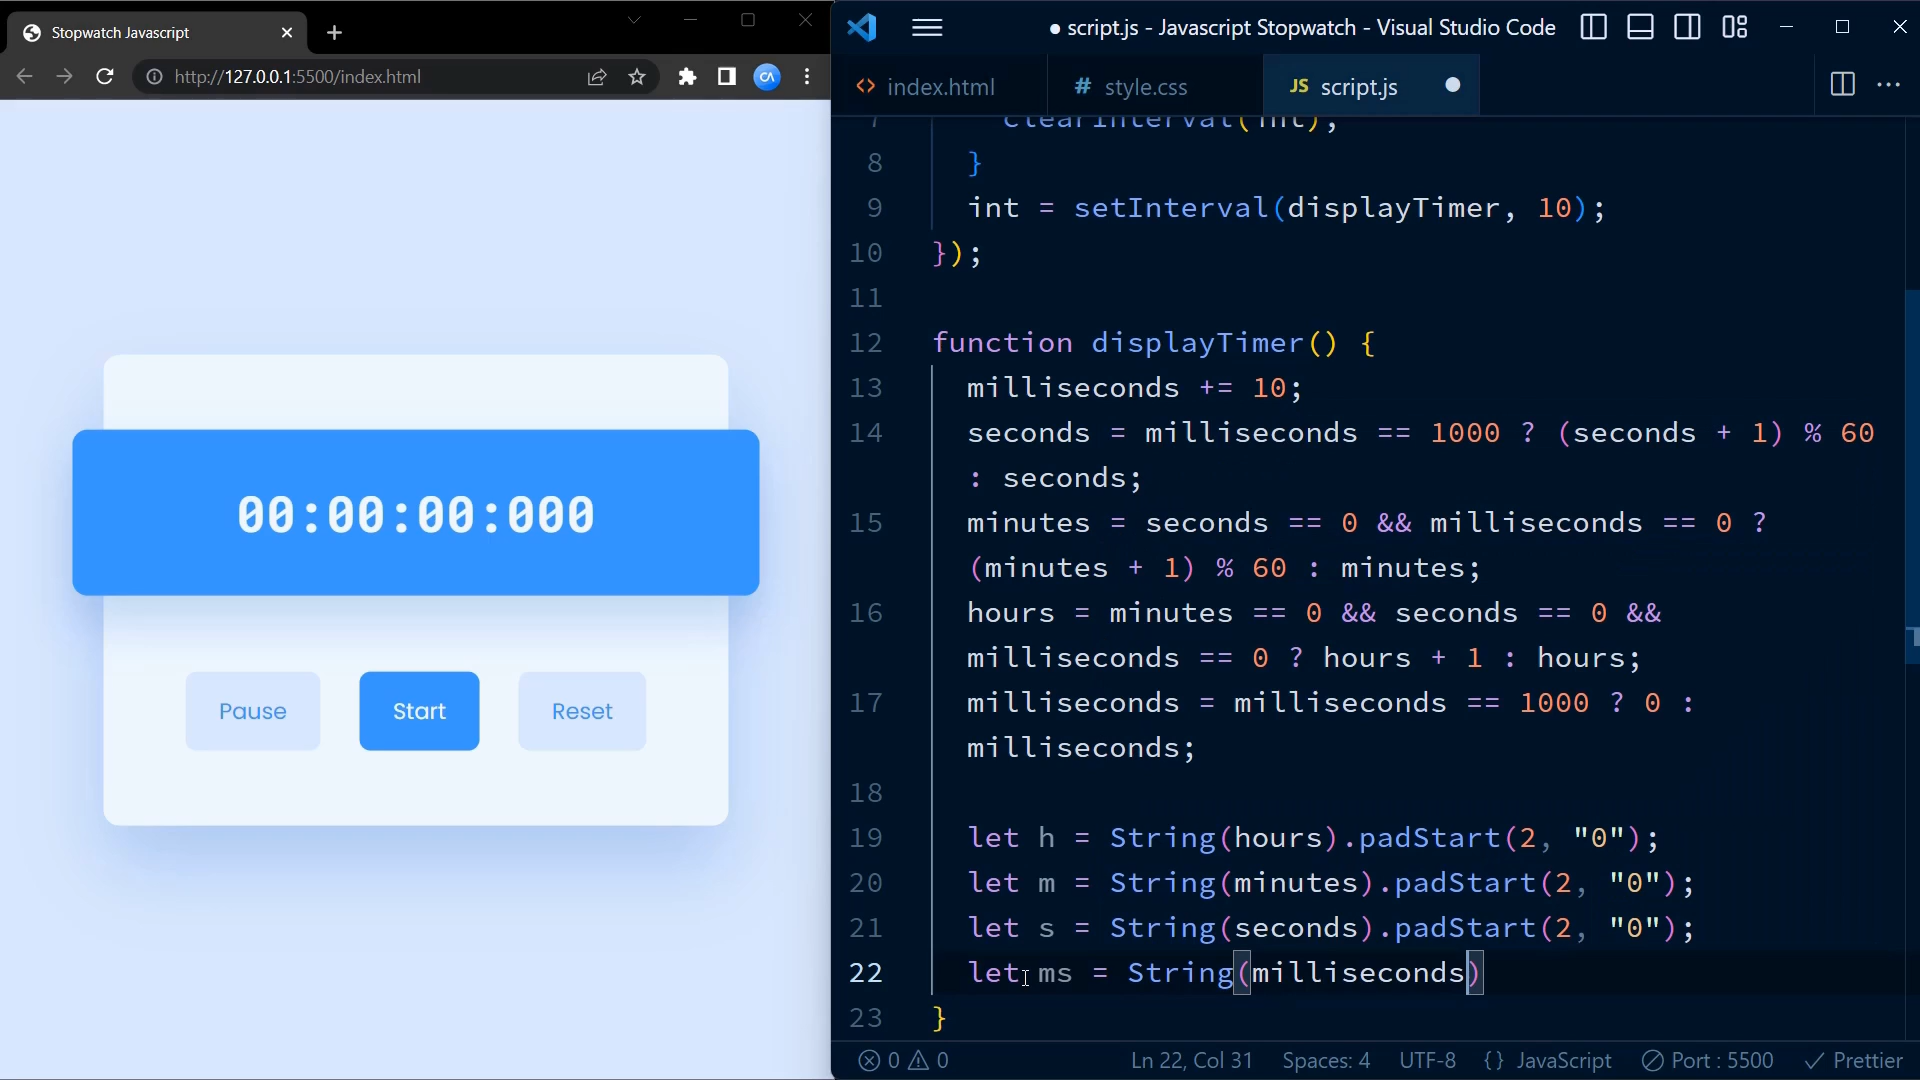 Stopwatch Javascript
http://127.0.0.1:5500/index.html
CA
00:00:00:000
Pause Start Reset
script.js - Javascript Stopwatch - Visual Studio Code
<> index.html # style.css JS script.js
7 clearInterval(int);
8 }
9 int = setInterval(displayTimer, 10);
10 });
11
12 function displayTimer() {
13 milliseconds += 10;
14 seconds = milliseconds == 1000 ? (seconds + 1) % 60
: seconds;
15 minutes = seconds == 0 && milliseconds == 0 ?
(minutes + 1) % 60 : minutes;
16 hours = minutes == 0 && seconds == 0 &&
milliseconds == 0 ? hours + 1 : hours;
17 milliseconds = milliseconds == 1000 ? 0 :
milliseconds;
18
19 let h = String(hours).padStart(2, "0");
20 let m = String(minutes).padStart(2, "0");
21 let s = String(seconds).padStart(2, "0");
22 let ms = String(milliseconds)
23 }
0 0 Ln 22, Col 31 Spaces: 4 UTF-8 {} JavaScript Port : 5500 Prettier